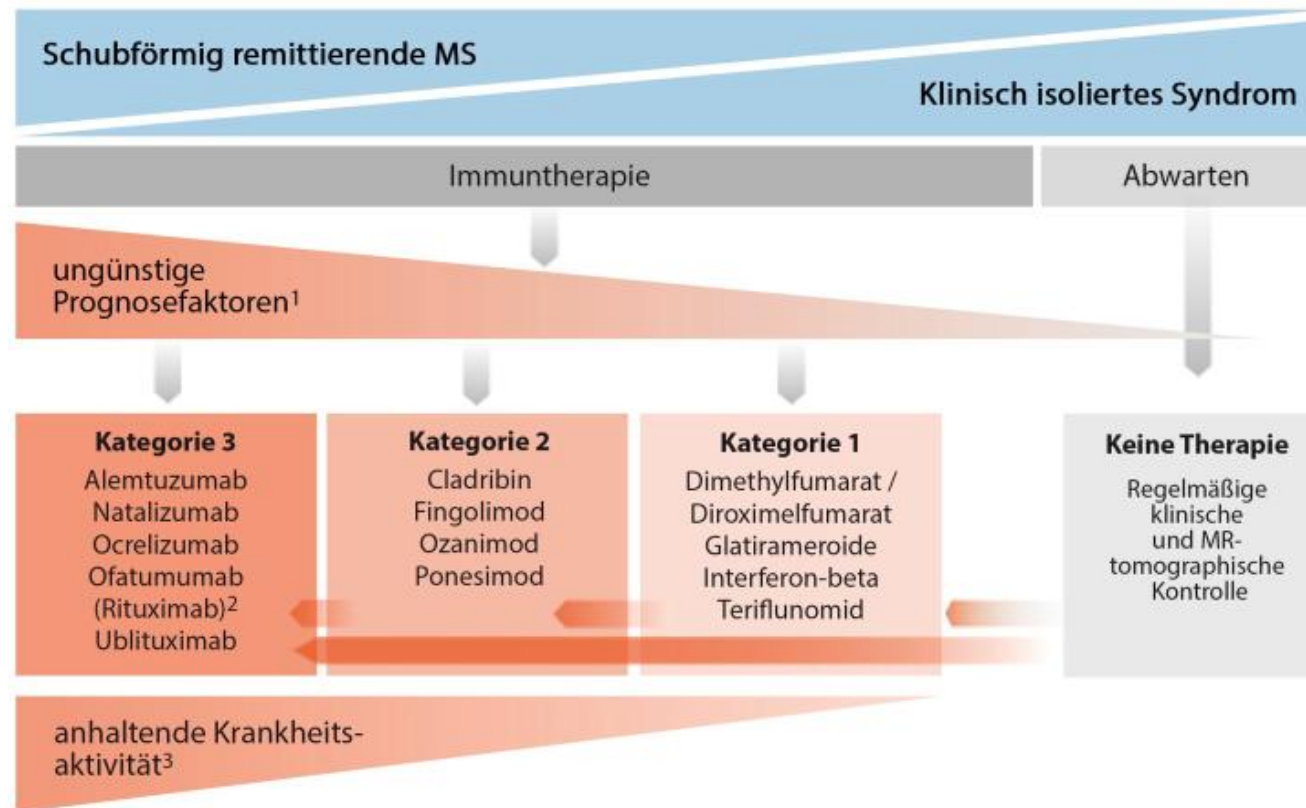 Schubförmig remittierende MS
Klinisch isoliertes Syndrom
Immuntherapie
Abwarten
ungünstige
Prognosefaktoren¹
Kategorie 3
Alemtuzumab
Natalizumab
Ocrelizumab
Ofatumumab
(Rituximab)²
Ublituximab
Kategorie 2
Cladribin
Fingolimod
Ozanimod
Ponesimod
Kategorie 1
Dimethylfumarat /
Diroximelfumarat
Glatirameroide
Interferon-beta
Teriflunomid
Keine Therapie
Regelmäßige
klinische
und MR-
tomographische
Kontrolle
anhaltende Krankheits-
aktivität³